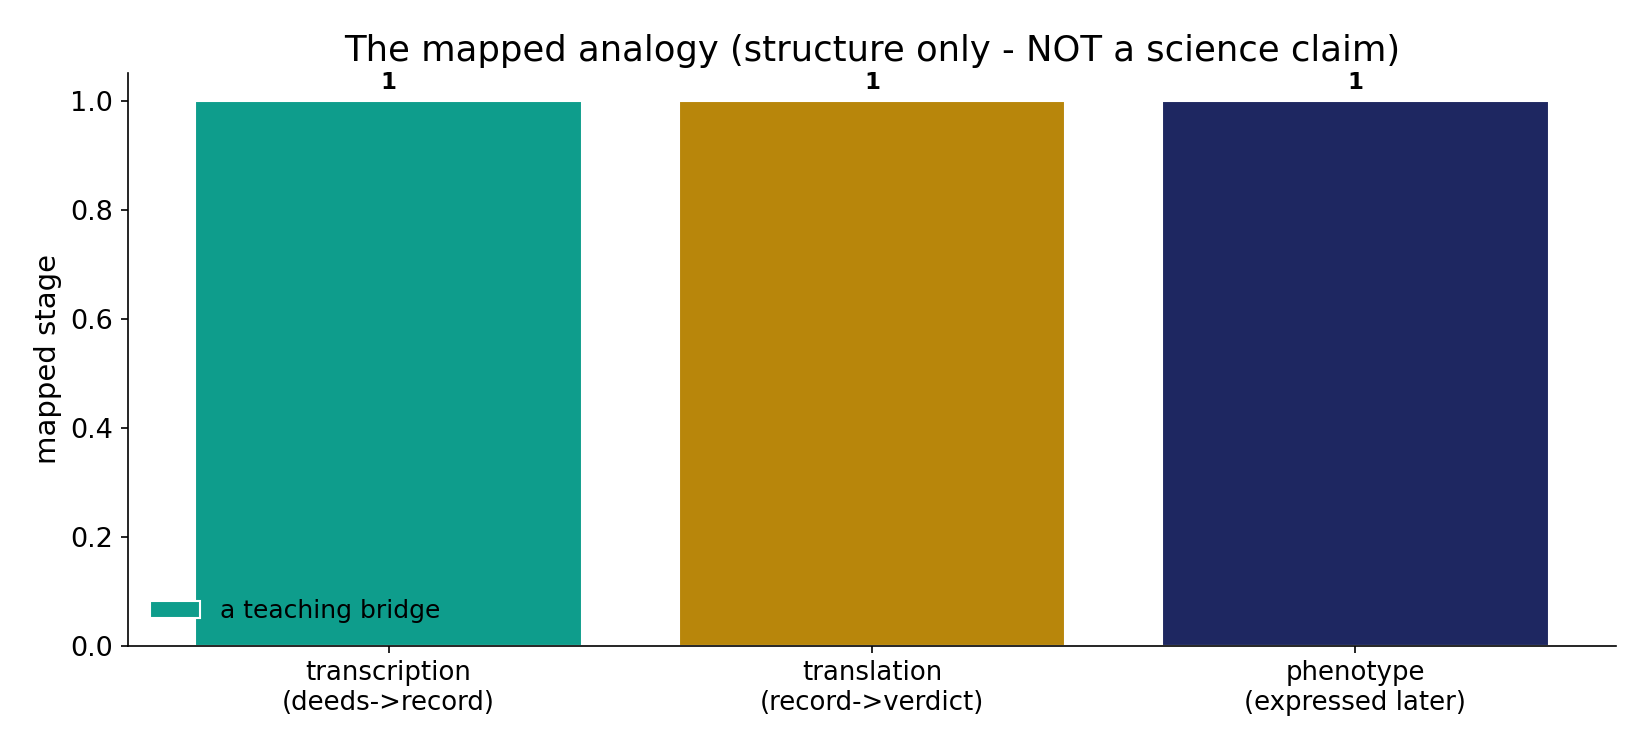 The mapped analogy (structure only - NOT a science claim)
1
1
1
1.0
0.8
0.6
0.4
0.2
0.0
mapped stage
a teaching bridge
transcription
(deeds->record)
translation
(record->verdict)
phenotype
(expressed later)